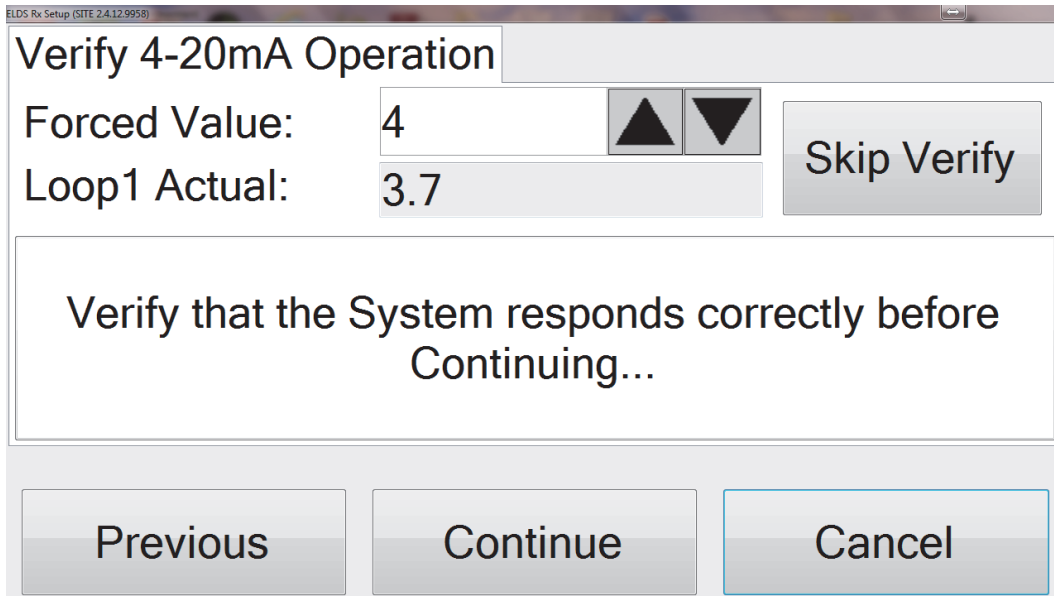 ELDS Rx Setup (SITE 2.4.12.9958)
Verify 4-20mA Operation
Forced Value: 4
Skip Verify
Loop1 Actual: 3.7
Verify that the System responds correctly before
Continuing...
Previous Continue Cancel